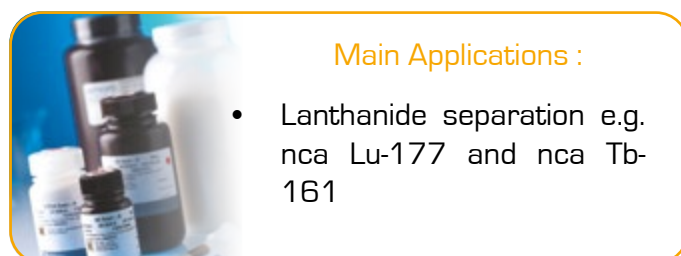 Main Applications :
• Lanthanide separation e.g.
nca Lu-177 and nca Tb-
161